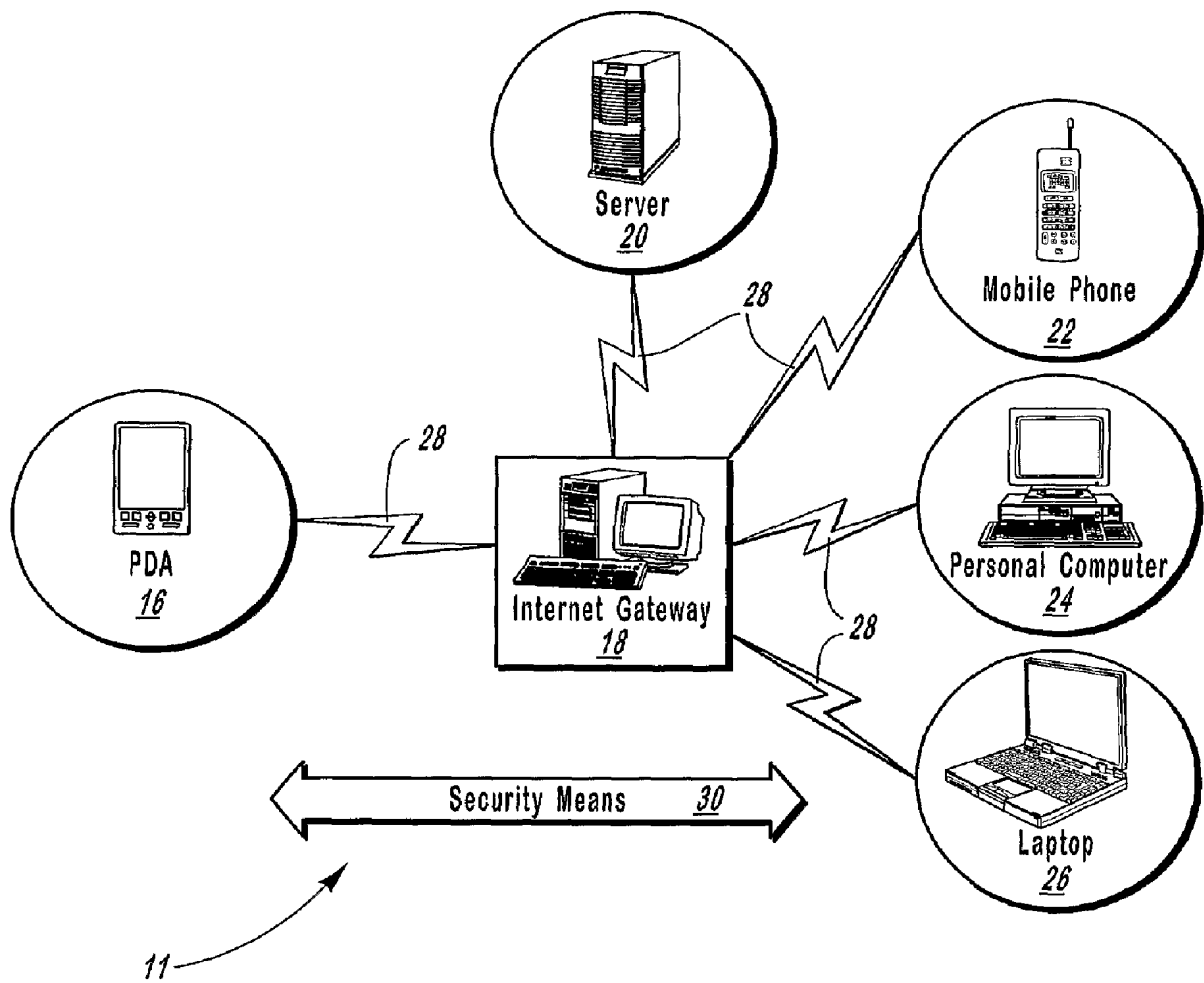 Server
20
28
Mobile Phone
22
28
PDA
16
Internet Gateway
18
Personal Computer
24
28
Security Means 30
Laptop
26
11